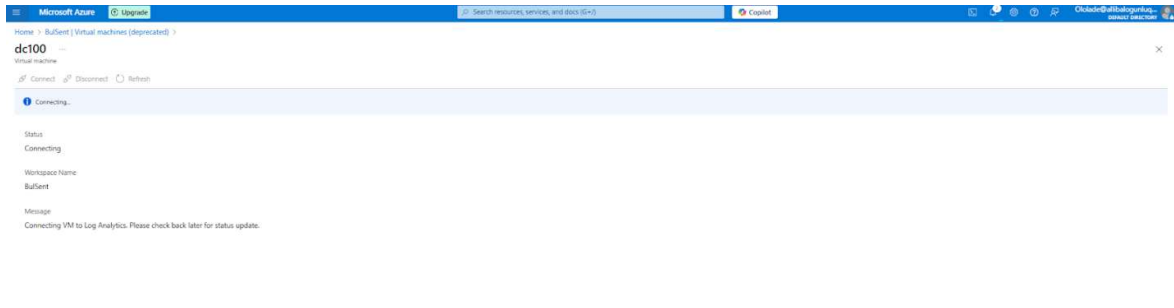 Microsoft Azure
Upgrade
Search resources, services, and docs (G+/)
Copilot
DEFAULT DIRECTORY
Home > BulSent | Virtual machines (deprecated) >
dc100 ...
Virtual machine
Connect Disconnect Refresh
Connecting...
Status
Connecting
Workspace Name
BulSent
Message
Connecting VM to Log Analytics. Please check back later for status update.